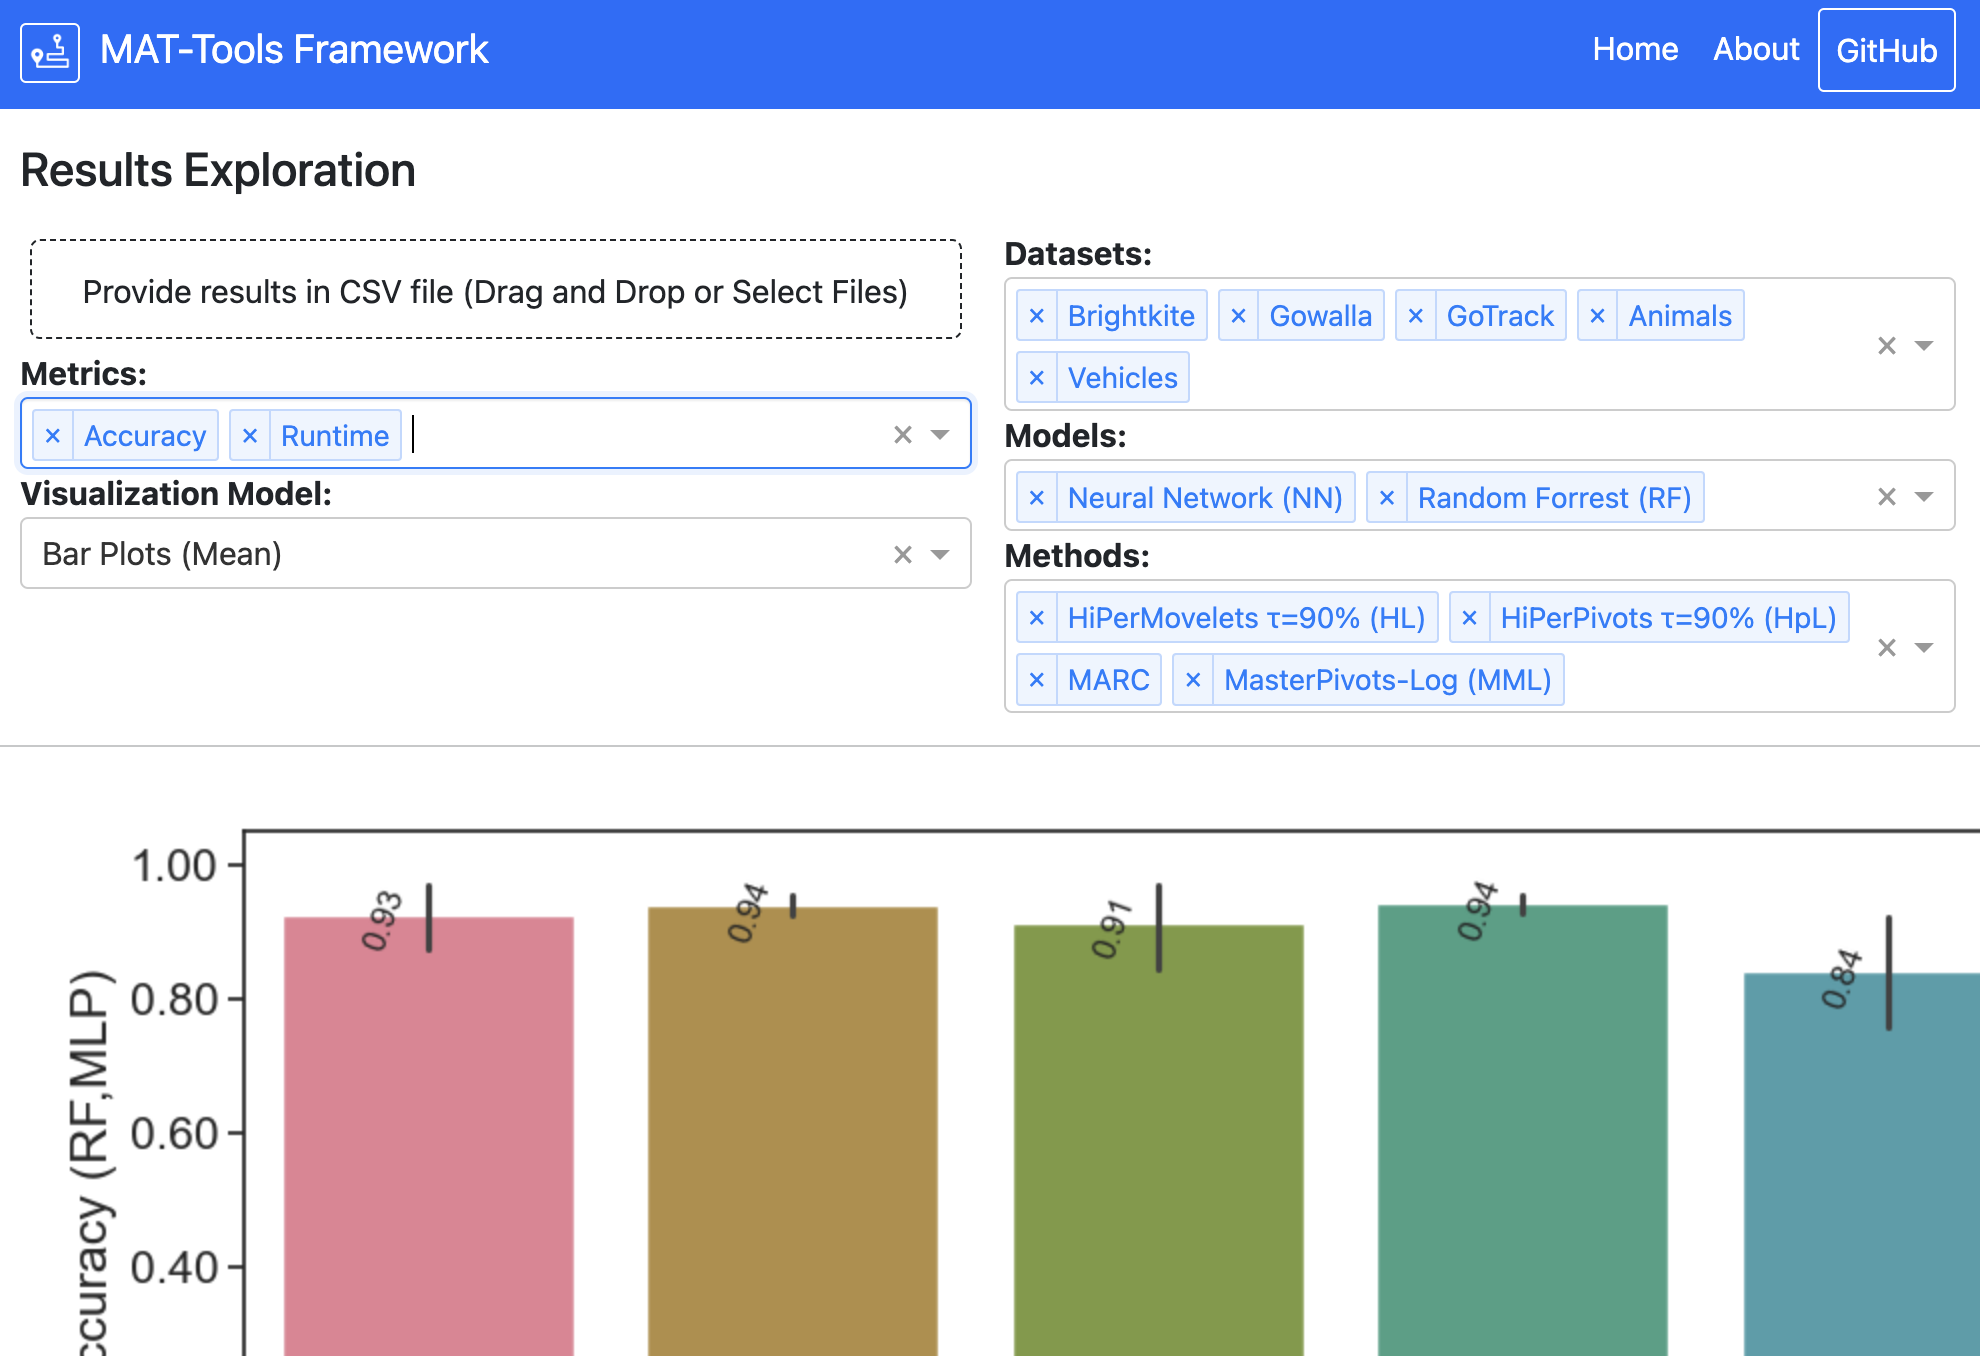 MAT-Tools Framework
Home About GitHub
Results Exploration
Provide results in CSV file (Drag and Drop or Select Files)
Metrics:
× Accuracy × Runtime
Visualization Model:
Bar Plots (Mean)
Datasets:
× Brightkite × Gowalla × GoTrack × Animals
× Vehicles
Models:
× Neural Network (NN) × Random Forrest (RF)
Methods:
× HiPerMovelets τ=90% (HL) × HiPerPivots τ=90% (HpL)
× MARC × MasterPivots-Log (MML)
1.00
0.80
0.60
0.40
ccuracy (RF,MLP)
0.93
0.94
0.91
0.94
0.84